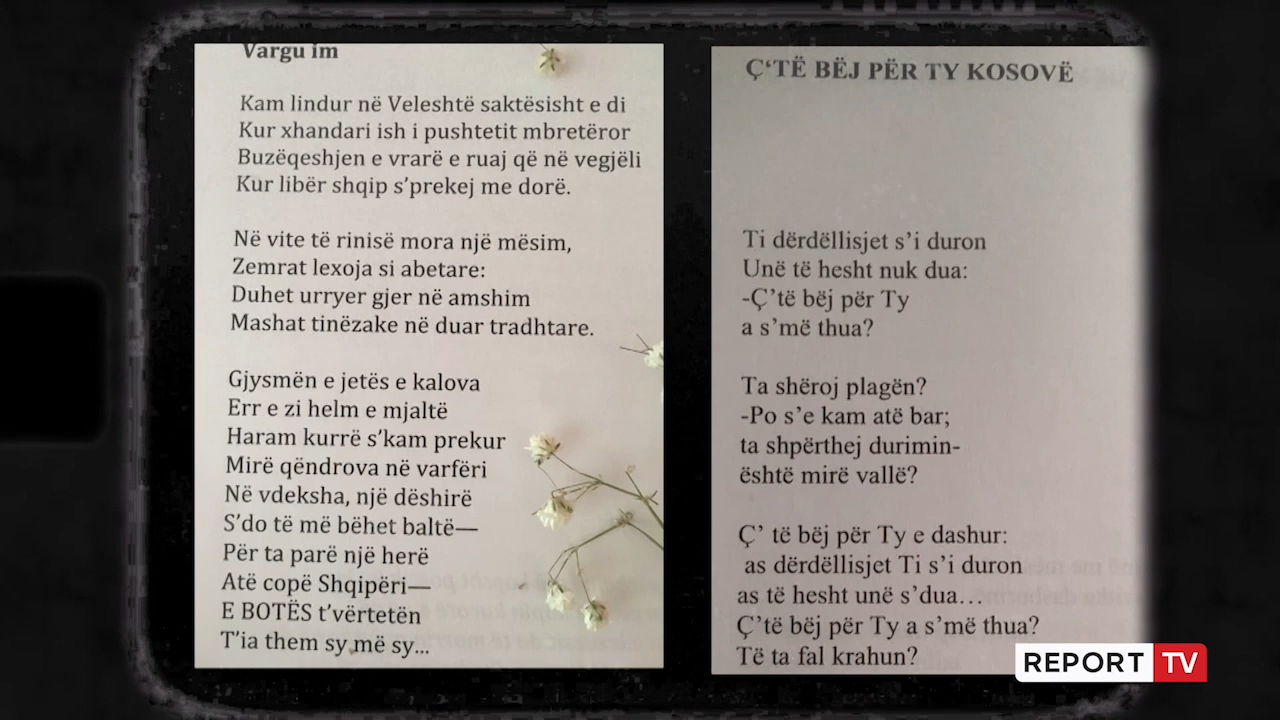 Vargu im
Kam lindur në Veleshtë saktësisht e di
Kur xhandari ish i pushtetit mbretëror
Buzëqeshjen e vrarë e ruaj që në vegjëli
Kur libër shqip s’prekej me dorë.
Në vite të rinisë mora një mësim,
Zemrat lexoja si abetare:
Duhet urryer gjer në amshim
Mashat tinëzake në duar tradhtare.
Gjysmën e jetës e kalova
Err e zi helm e mjaltë
Haram kurrë s’kam prekur
Mirë qëndrova në varfëri
Në vdeksha, një dëshirë
S’do të më bëhet baltë—
Për ta parë një herë
Atë copë Shqipëri—
E BOTËS t’vërtetën
T’ia them sy më sy...
Ç‘TË BËJ PËR TY KOSOVË
Ti dërdëllisjet s’i duron
Unë të hesht nuk dua:
-Ç’të bëj për Ty
a s’më thua?
Ta shëroj plagën?
-Po s’e kam atë bar;
ta shpërthej durimin-
është mirë vallë?
Ç’ të bëj për Ty e dashur:
as dërdëllisjet Ti s’i duron
as të hesht unë s’dua…
Ç’të bëj për Ty a s’më thua?
Të ta fal krahun?
REPORT TV